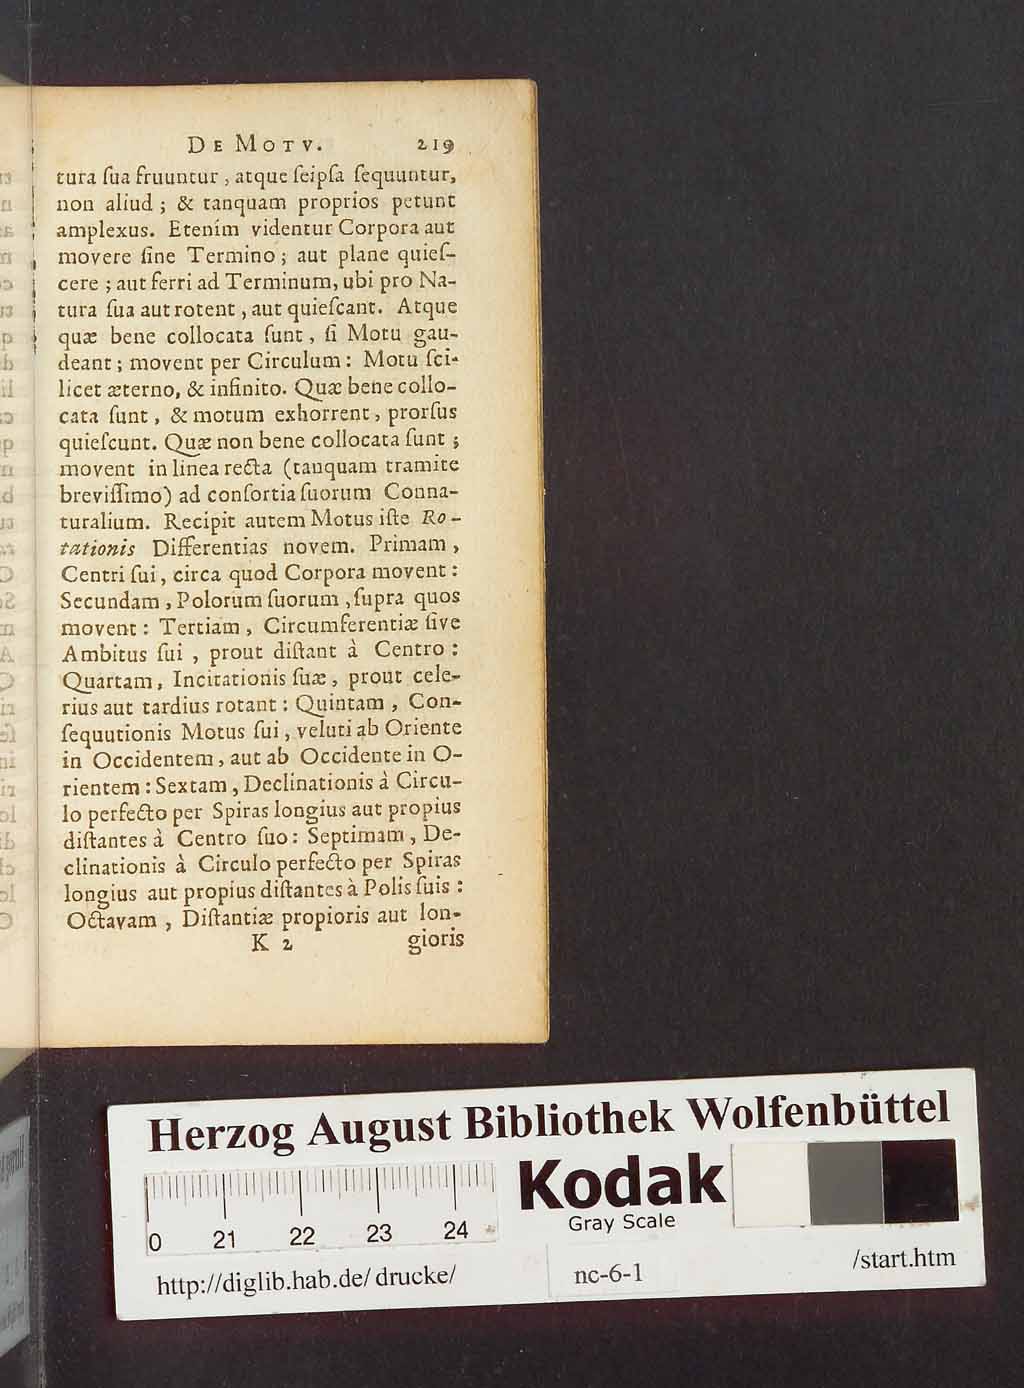 DE MOTV. 219
tura ſua fruuntur, atque ſeipſa ſequuntur,
non aliud; & tanquam proprios petunt
amplexus. Etenim videntur Corpora aut
movere ſine Termino; aut plane quieſ-
cere; aut ferri ad Terminum, ubi pro Na-
tura ſua aut rotent, aut quieſcant. Atque
quæ bene collocata ſunt, ſi Motu gau-
deant; movent per Circulum: Motu ſci-
licet æterno, & infinito. Quæ bene collo-
cata ſunt, & motum exhorrent, prorſus
quieſcunt. Quæ non bene collocata ſunt;
movent in linea recta (tanquam tramite
breviſſimo) ad conſortia ſuorum Conna-
turalium. Recipit autem Motus iſte Ro-
tationis Differentias novem. Primam,
Centri ſui, circa quod Corpora movent:
Secundam, Polorum ſuorum, ſupra quos
movent: Tertiam, Circumferentiæ ſive
Ambitus ſui, prout diſtant à Centro:
Quartam, Incitationis ſuæ, prout cele-
rius aut tardius rotant: Quintam, Con-
ſequutionis Motus ſui, veluti ab Oriente
in Occidentem, aut ab Occidente in O-
rientem: Sextam, Declinationis à Circu-
lo perfecto per Spiras longius aut propius
diſtantes à Centro ſuo: Septimam, De-
clinationis à Circulo perfecto per Spiras
longius aut propius diſtantes à Polis ſuis:
Octavam, Diſtantiæ propioris aut lon-
K 2 gioris
Herzog August Bibliothek Wolfenbüttel
Kodak
Gray Scale
0 21 22 23 24
http://diglib.hab.de/drucke/ nc-6-1 /start.htm